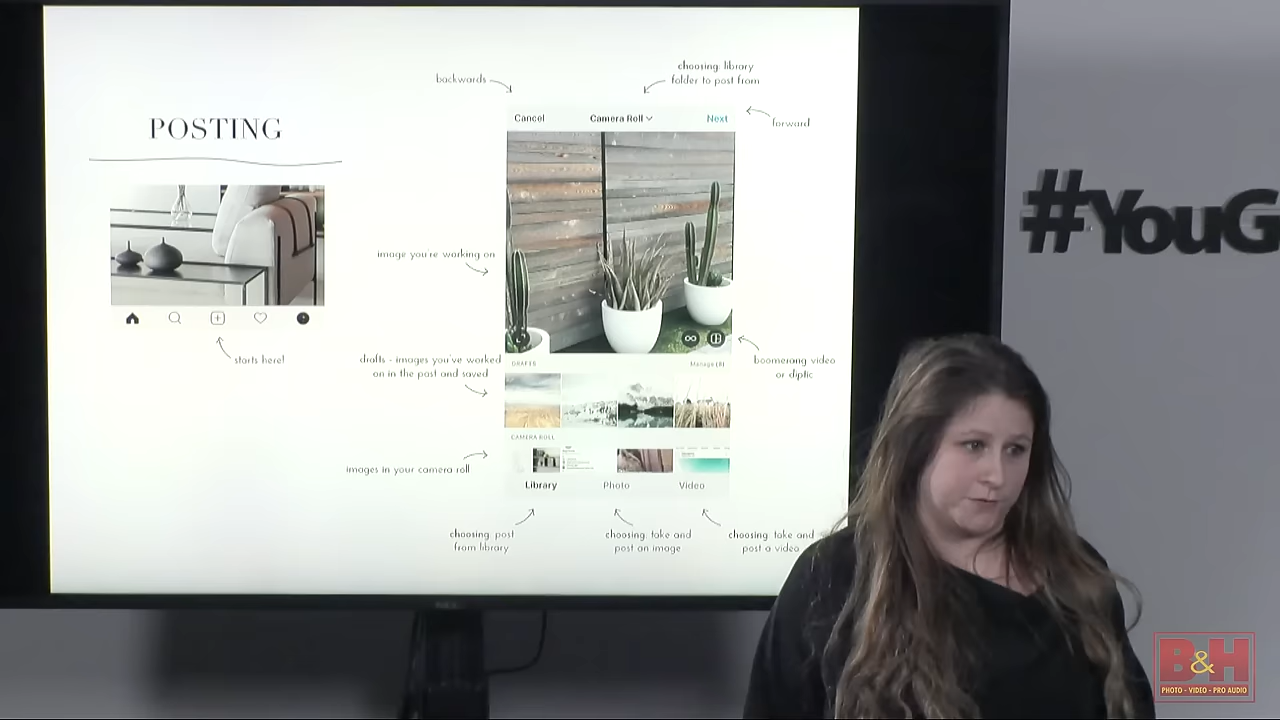 POSTING
starts here!
backwards
choosing: library
folder to post from
forward
Cancel
Camera Roll
Next
image you're working on
boomerang video
or diptic
drafts - images you've worked
on in the past and saved
DRAFTS
Manage (8)
CAMERA ROLL
images in your camera roll
Library
Photo
Video
choosing: post
from library
choosing: take and
post an image
choosing: take and
post a video
#YouG
B&H
PHOTO - VIDEO - PRO AUDIO